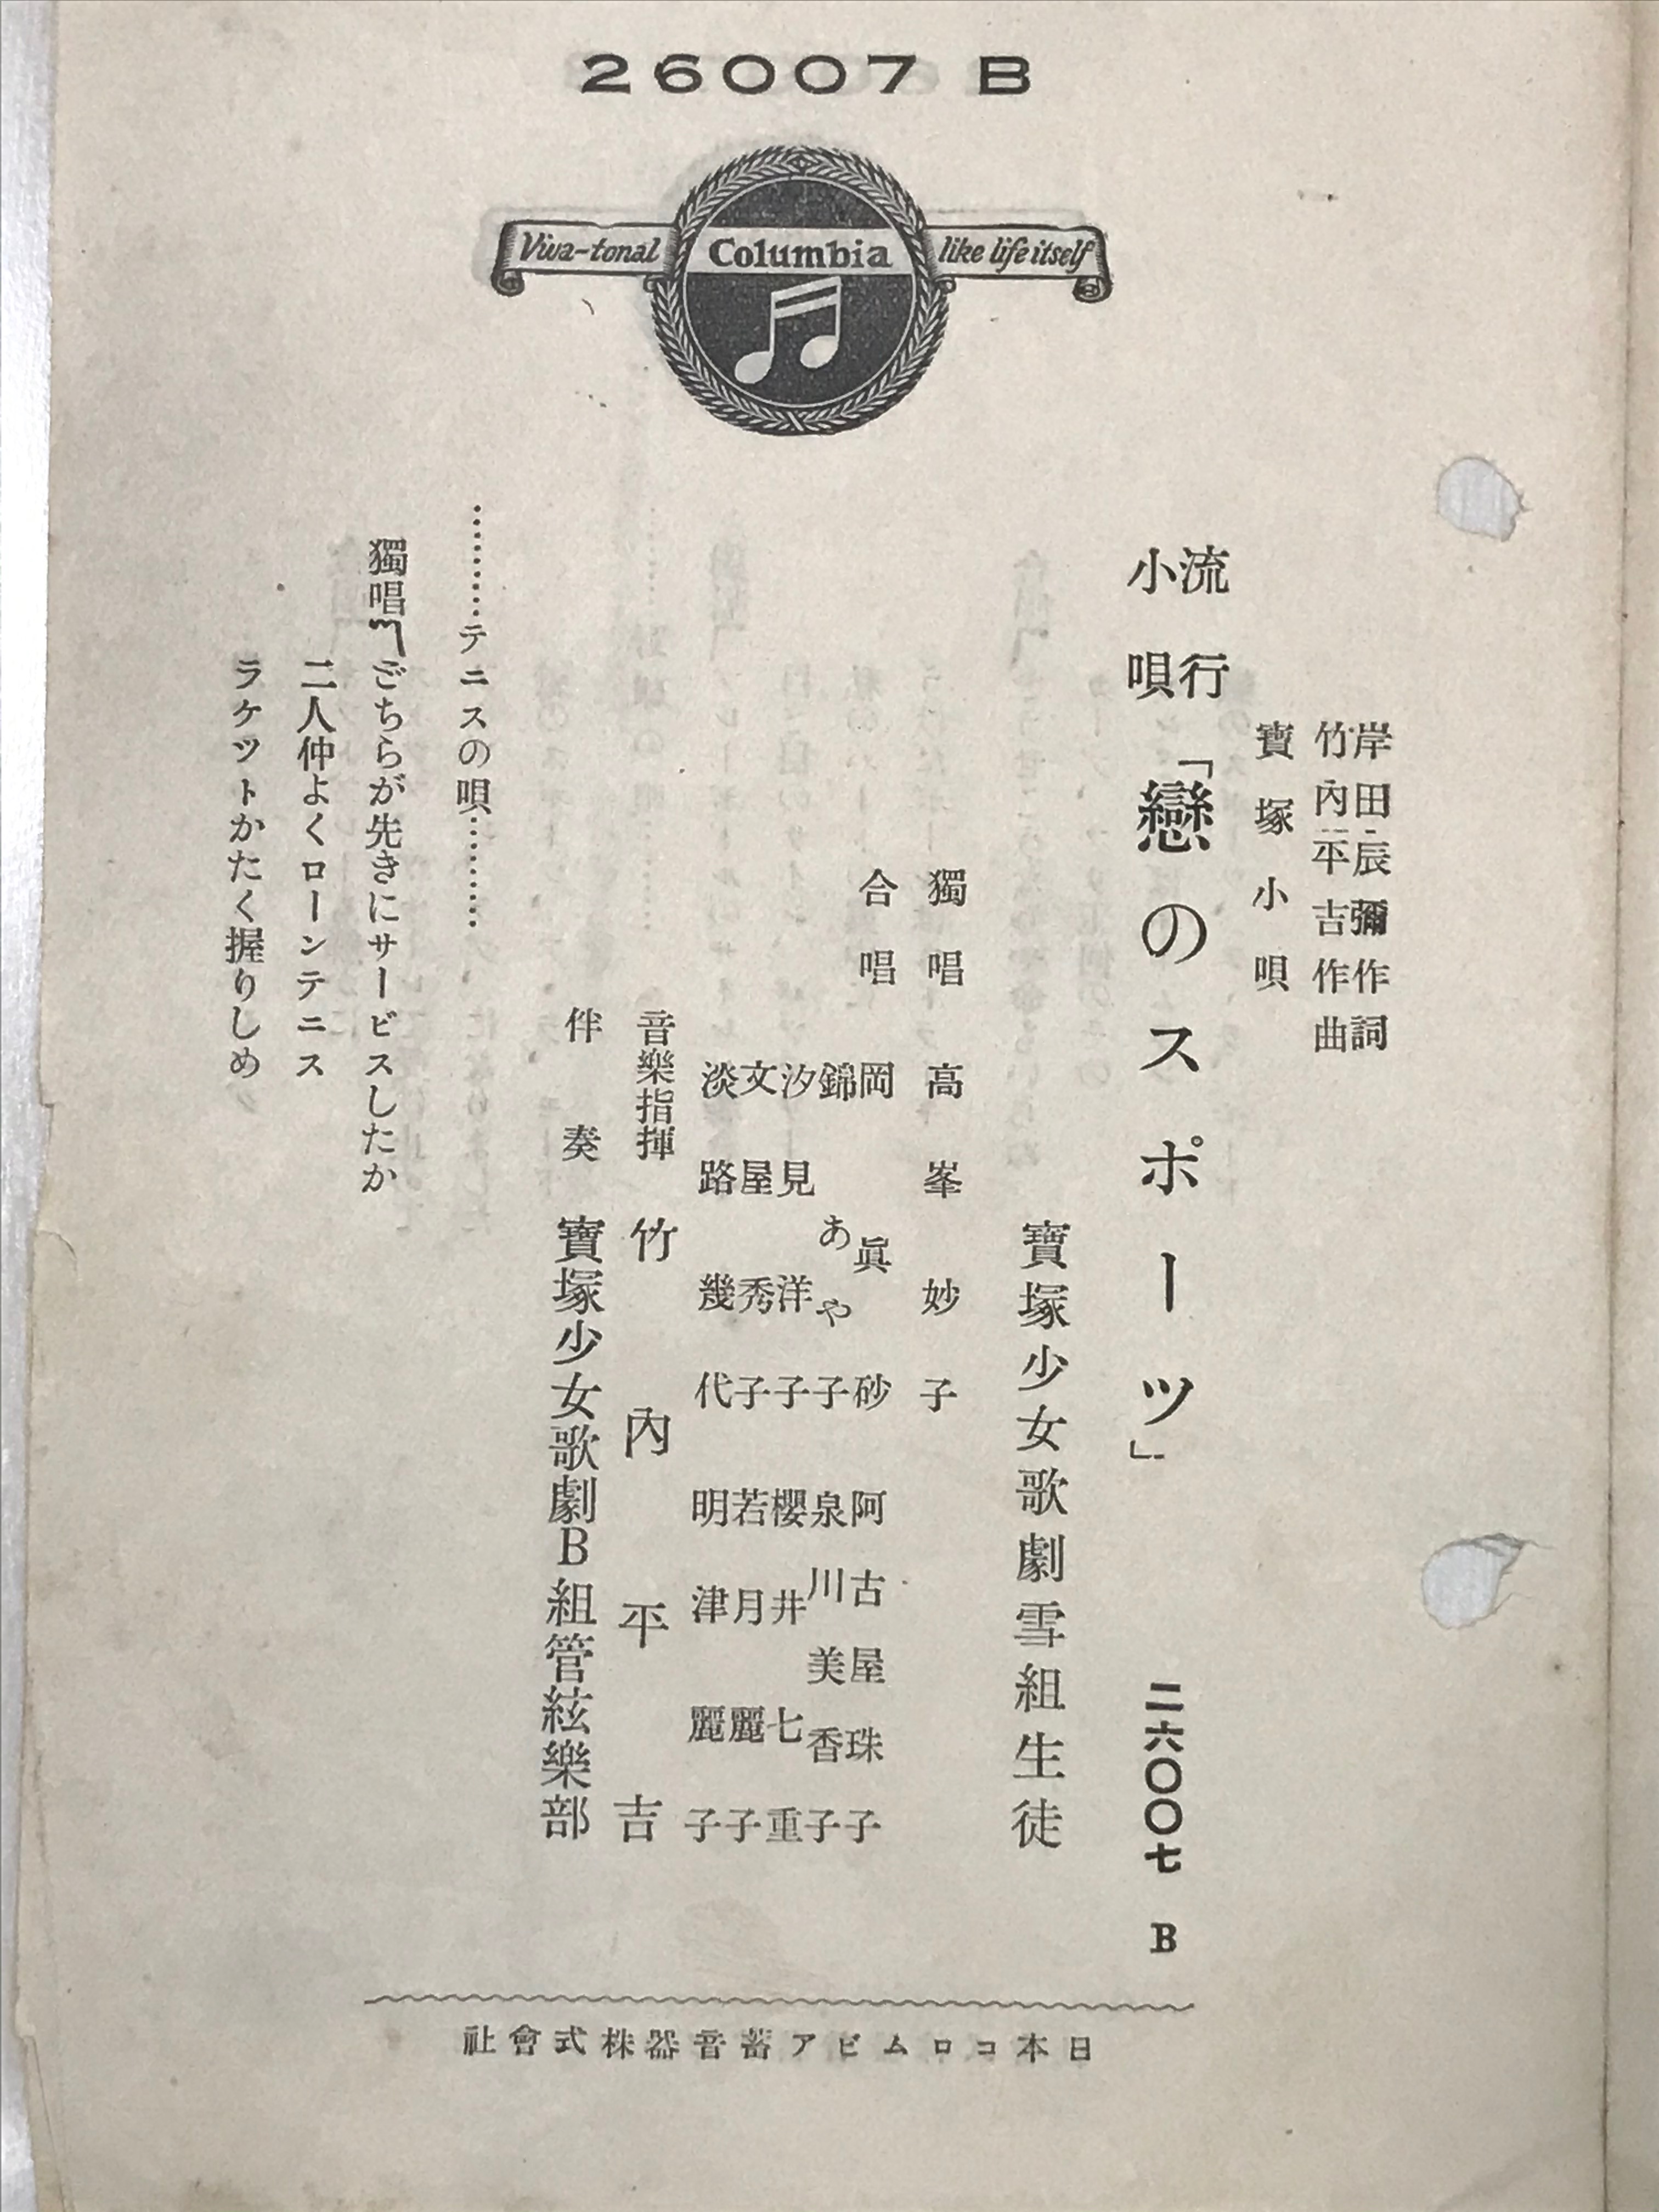 26007 B
Viva-tonal Columbia like life itself
岸田辰彌作詞
竹內平吉作曲
寶塚小唄
流行小唄「戀のスポーツ」 二六〇〇七 B
寶塚少女歌劇雪組生徒
獨唱 高峯妙子
合唱 岡眞砂 阿古屋珠子
錦あや子 泉川美香子
汐見洋子 櫻井七重
文屋秀子 若月麗子
淡路幾代 明津麗子
音樂指揮 竹內平吉
伴奏 寶塚少女歌劇B組管絃樂部
………テニスの唄………
獨唱〽ごちらが先きにサービスしたか
二人仲よくローンテニス
ラケツトかたく握りしめ
日本コロムビア蓄音器株式會社